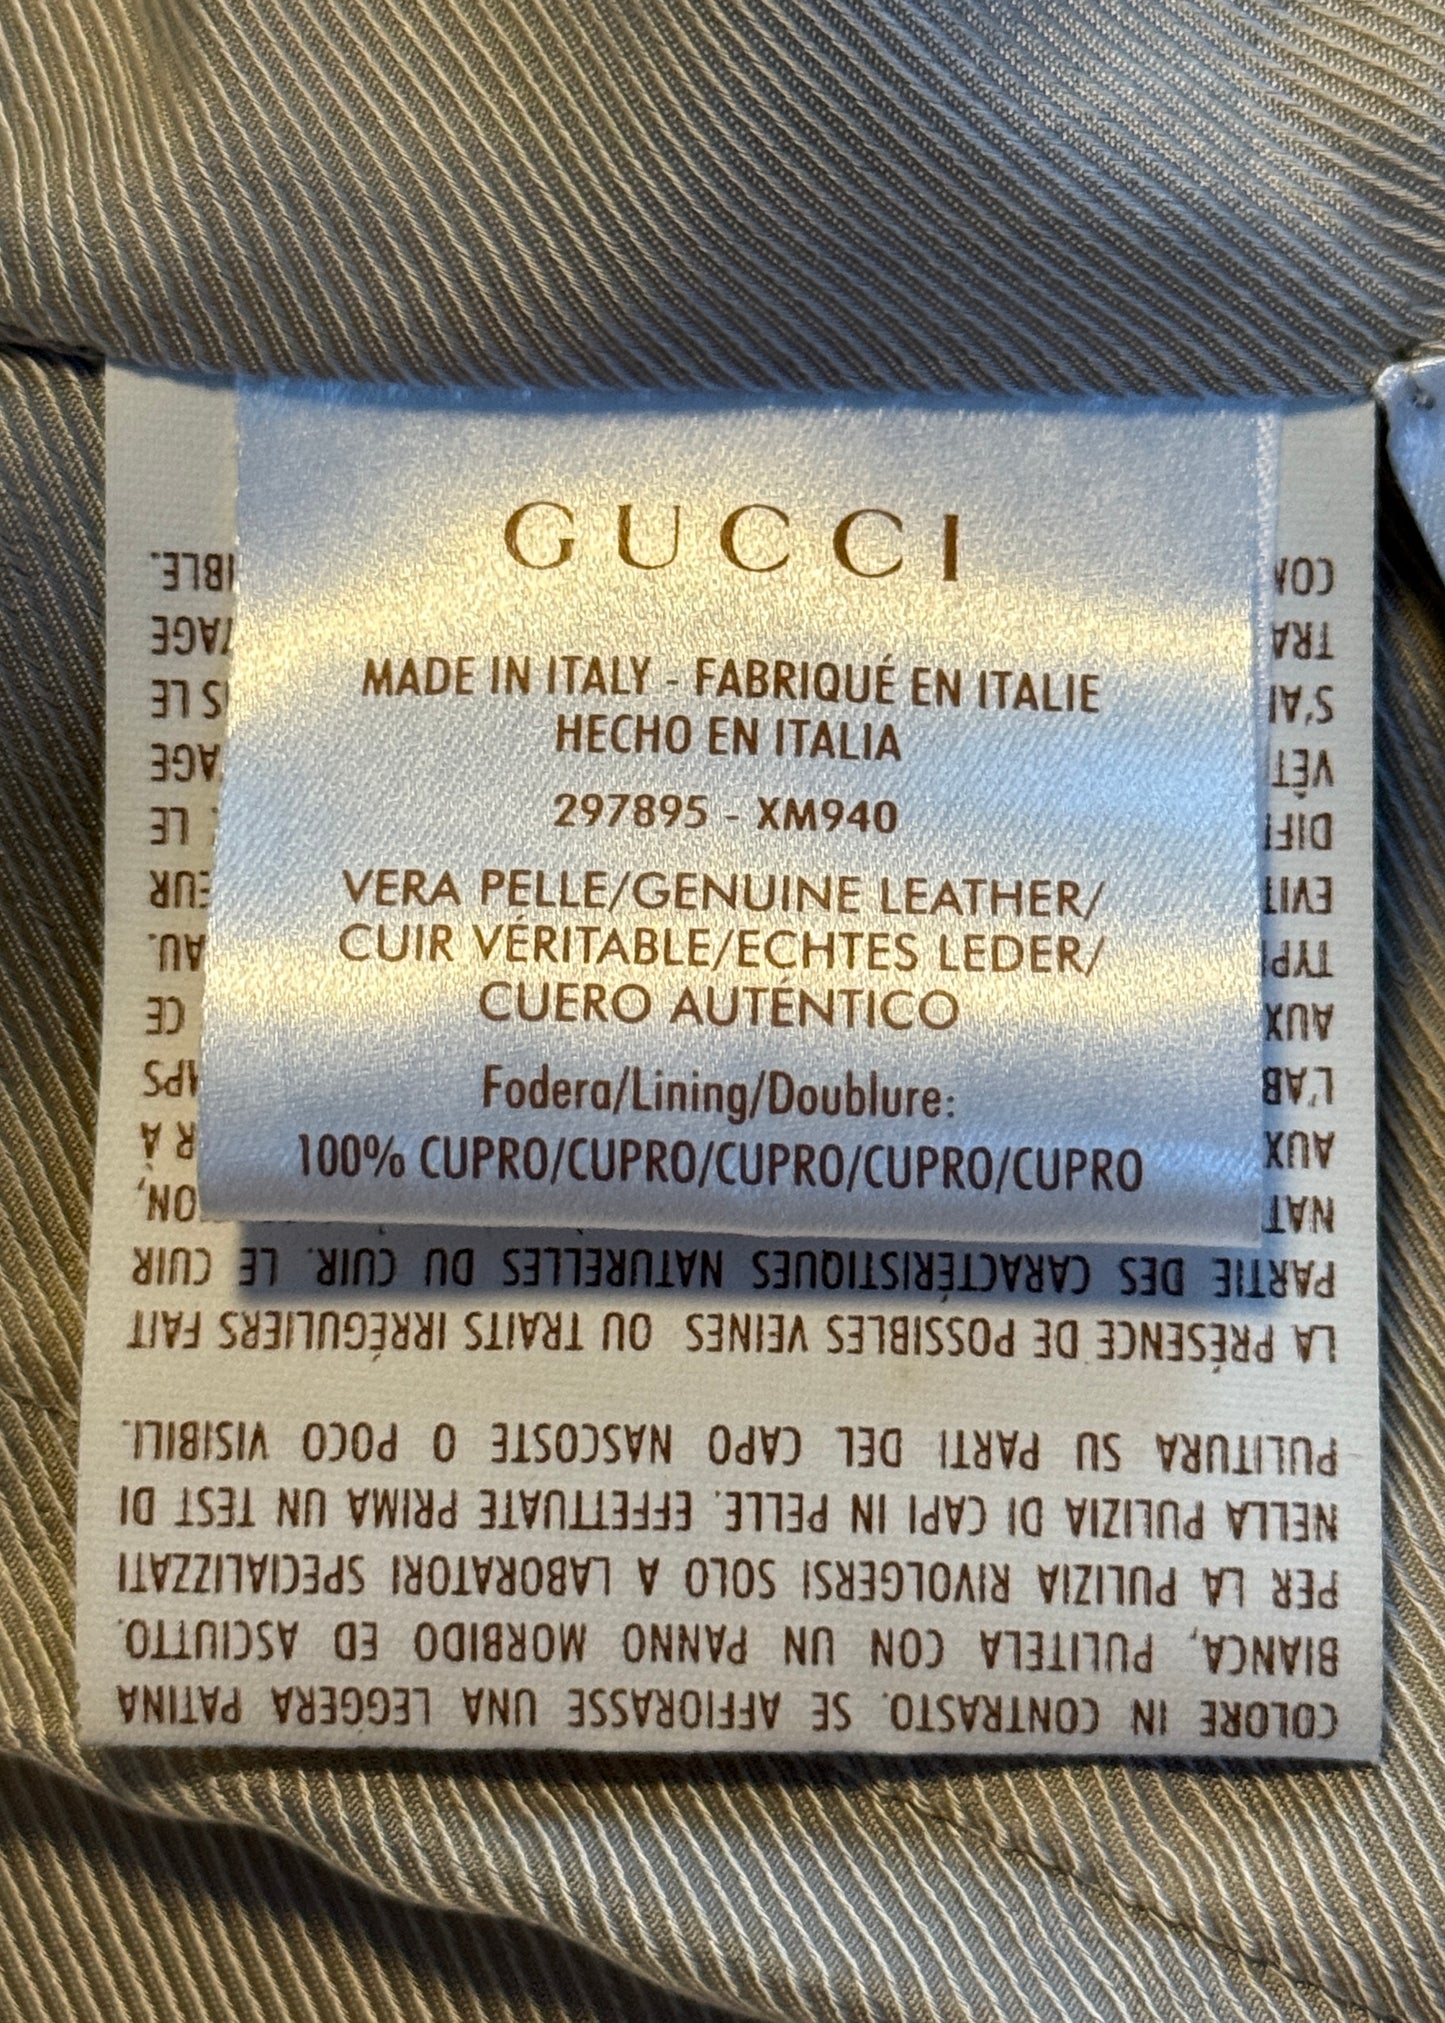 GUCCI
MADE IN ITALY - FABRIQUÉ EN ITALIE
HECHO EN ITALIA
297895 - XM940
VERA PELLE/GENUINE LEATHER/
CUIR VÉRITABLE/ECHTES LEDER/
CUERO AUTÉNTICO
Fodera/Lining/Doublure:
100% CUPRO/CUPRO/CUPRO/CUPRO/CUPRO
COLORE IN CONTRASTO. SE AFFIORASSE UNA LEGGERA PATINA
BIANCA, PULITELA CON UN PANNO MORBIDO ED ASCIUTTO.
PER LA PULIZIA RIVOLGERSI SOLO A LABORATORI SPECIALIZZATI
NELLA PULIZIA DI CAPI IN PELLE. EFFETTUATE PRIMA UN TEST DI
PULITURA SU PARTI DEL CAPO NASCOSTE O POCO VISIBILI.
LA PRÉSENCE DE POSSIBLES VEINES OU TRAITS IRRÉGULIERS FAIT
PARTIE DES CARACTÉRISTIQUES NATURELLES DU CUIR. LE CUIR
AUX R À
CE
LE
LE